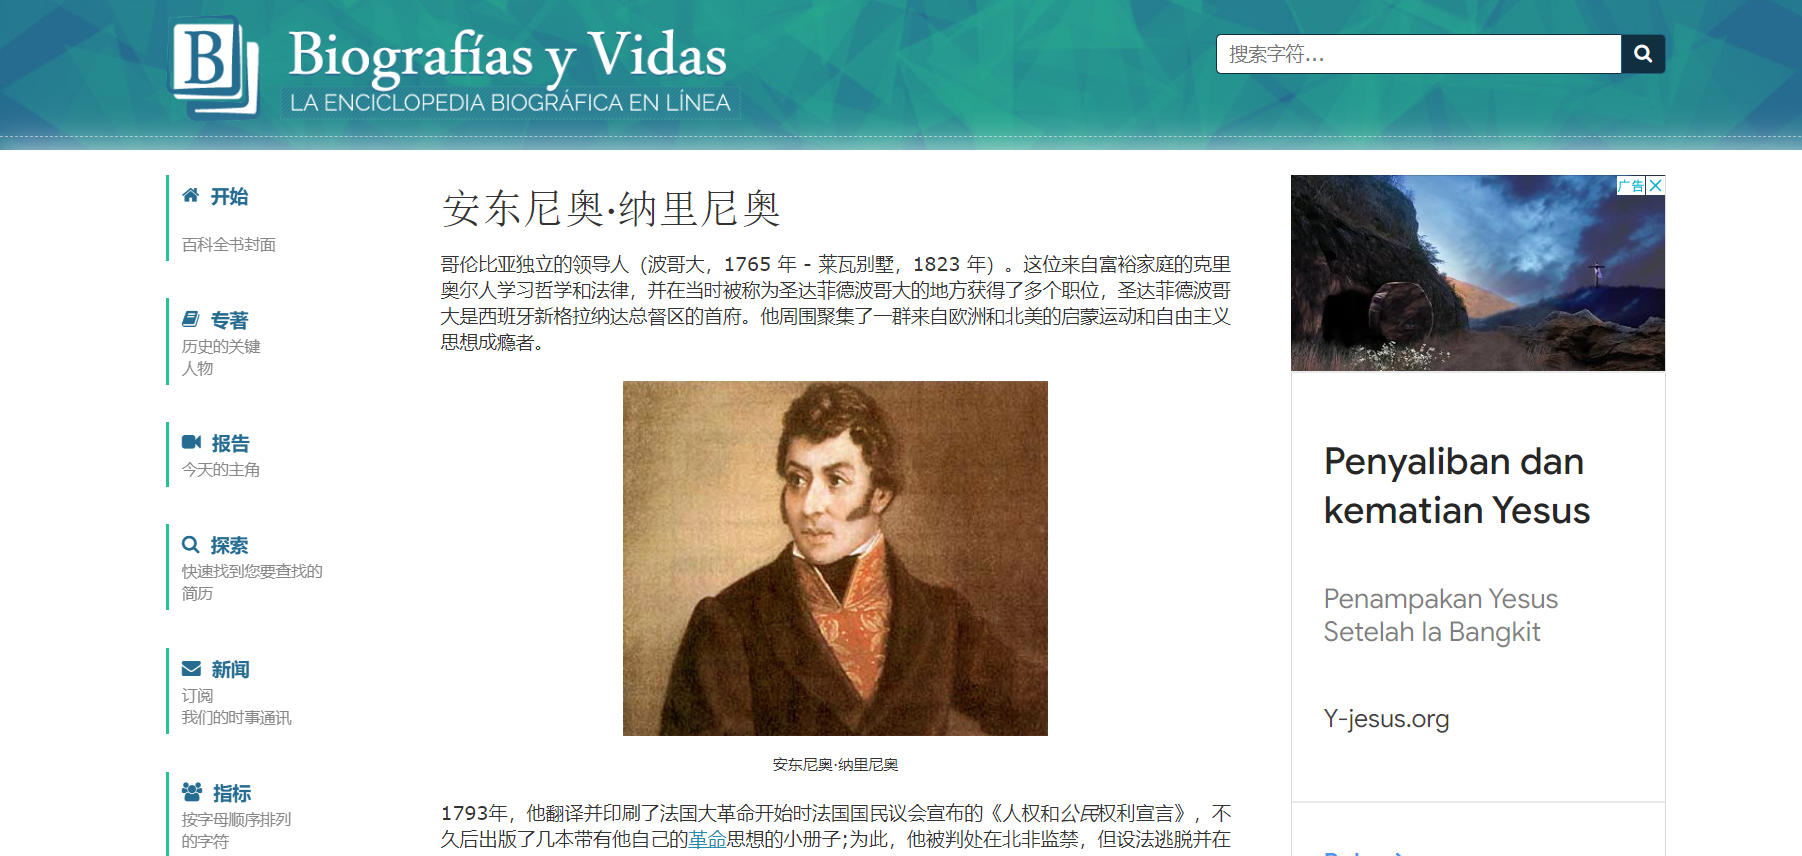 B
Biografías y Vidas
LA ENCICLOPEDIA BIOGRÁFICA EN LÍNEA
搜索字符...
开始
百科全书封面
专著
历史的关键
人物
报告
今天的主角
探索
快速找到您要查找的
简历
新闻
订阅
我们的时事通讯
指标
按字母顺序排列
的字符
安东尼奥·纳里尼奥
哥伦比亚独立的领导人（波哥大，1765 年 - 莱瓦别墅，1823 年）。这位来自富裕家庭的克里
奥尔人学习哲学和法律，并在当时被称为圣达菲德波哥大的地方获得了多个职位，圣达菲德波哥
大是西班牙新格拉纳达总督区的首府。他周围聚集了一群来自欧洲和北美的启蒙运动和自由主义
思想成瘾者。
安东尼奥·纳里尼奥
1793年，他翻译并印刷了法国大革命开始时法国国民议会宣布的《人权和公民权利宣言》，不
久后出版了几本带有他自己的革命思想的小册子;为此，他被判处在北非监禁，但设法逃脱并在
广告
Penyaliban dan
kematian Yesus
Penampakan Yesus
Setelah Ia Bangkit
Y-jesus.org